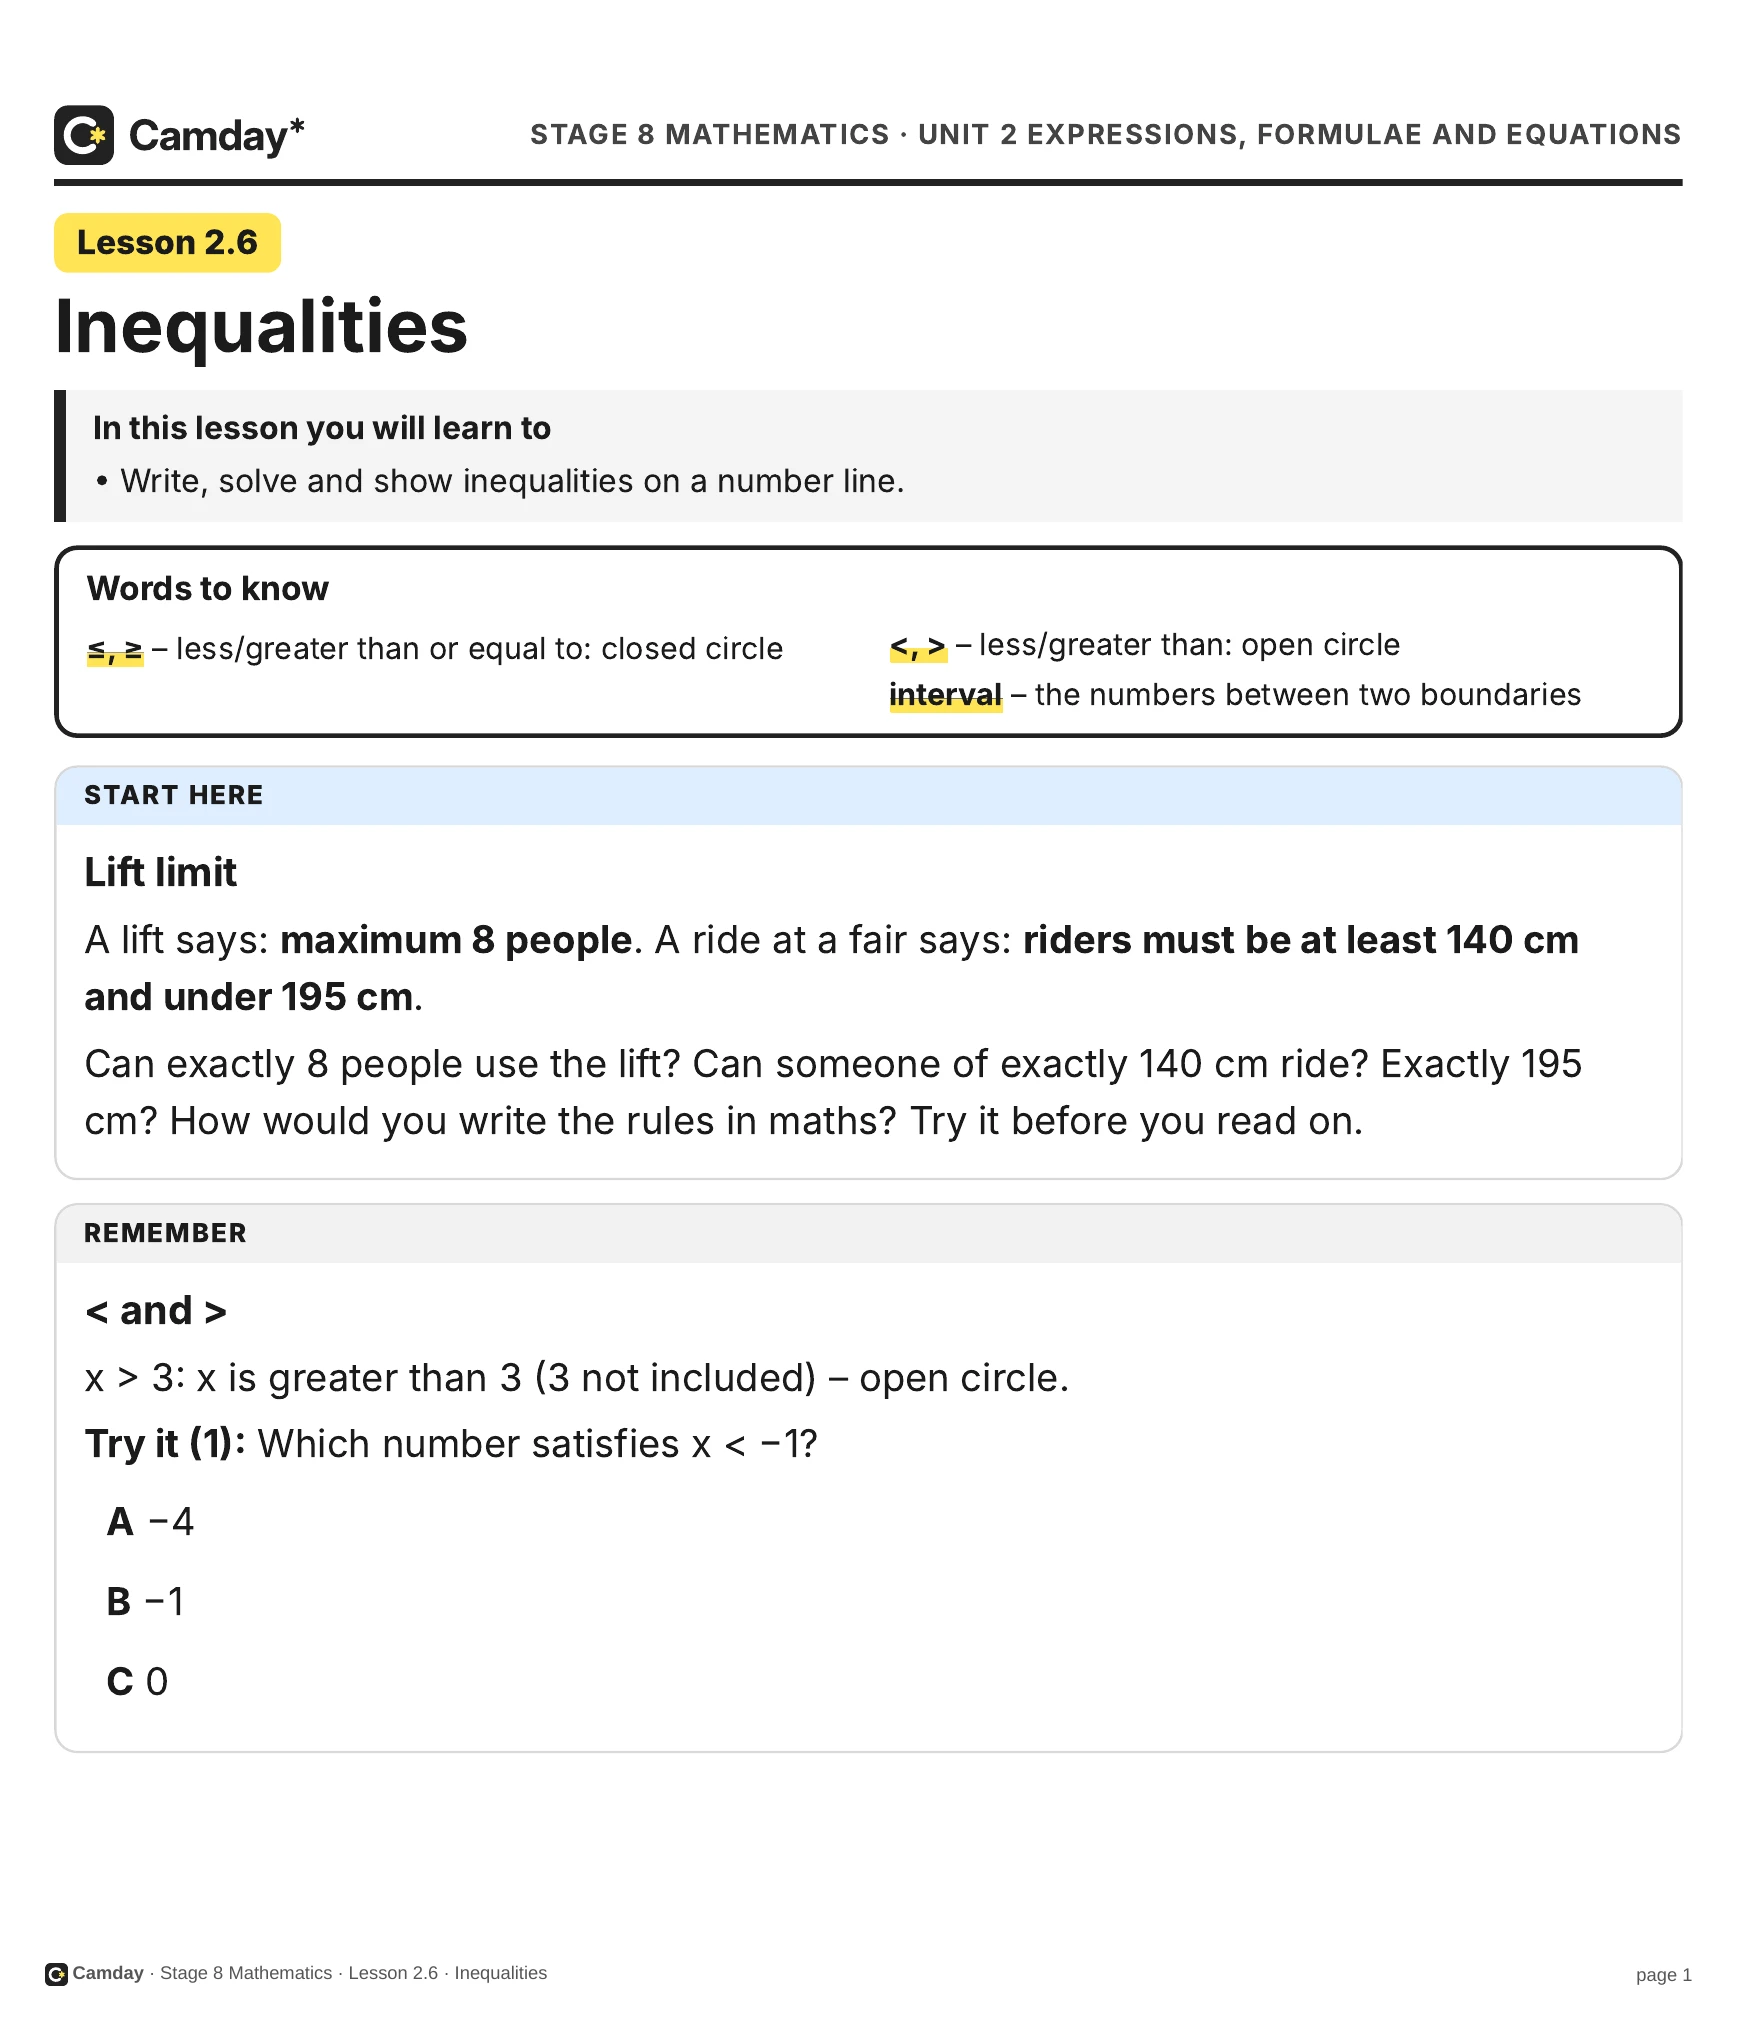 Camday*
STAGE 8 MATHEMATICS · UNIT 2 EXPRESSIONS, FORMULAE AND EQUATIONS
Lesson 2.6
Inequalities
In this lesson you will learn to
• Write, solve and show inequalities on a number line.
Words to know
≤, ≥ – less/greater than or equal to: closed circle
<, > – less/greater than: open circle
interval – the numbers between two boundaries
START HERE
Lift limit
A lift says: maximum 8 people. A ride at a fair says: riders must be at least 140 cm
and under 195 cm.
Can exactly 8 people use the lift? Can someone of exactly 140 cm ride? Exactly 195
cm? How would you write the rules in maths? Try it before you read on.
REMEMBER
< and >
x > 3: x is greater than 3 (3 not included) – open circle.
Try it (1): Which number satisfies x < −1?
A −4
B −1
C 0
Camday · Stage 8 Mathematics · Lesson 2.6 · Inequalities
page 1